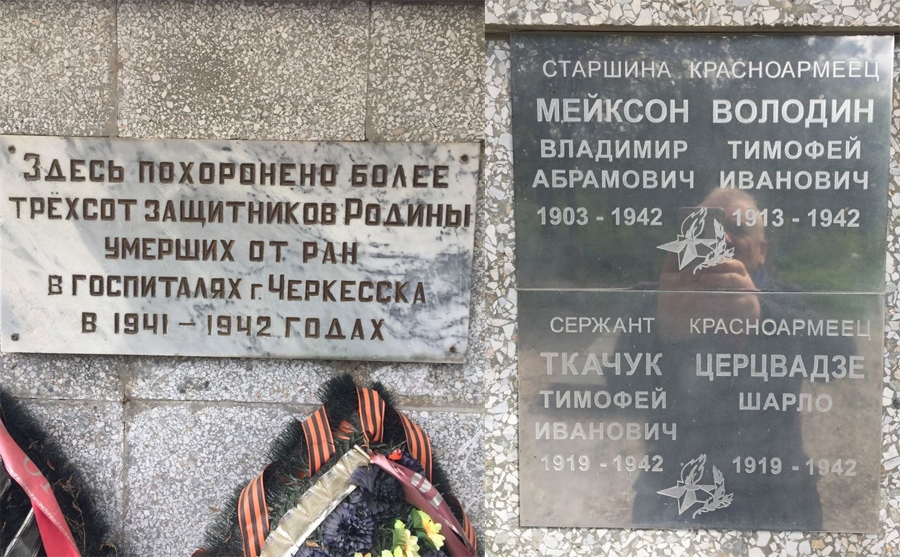 Здесь похоронено более
трёхсот защитников Родины
умерших от ран
в госпиталях г. Черкесска
в 1941 – 1942 годах
СТАРШИНА
МЕЙКСОН
ВЛАДИМИР
АБРАМОВИЧ
1903 - 1942
КРАСНОАРМЕЕЦ
ВОЛОДИН
ТИМОФЕЙ
ИВАНОВИЧ
1913 - 1942
СЕРЖАНТ
ТКАЧУК
ТИМОФЕЙ
ИВАНОВИЧ
1919 - 1942
КРАСНОАРМЕЕЦ
ЦЕРЦВАДЗЕ
ШАРЛО
1919 - 1942